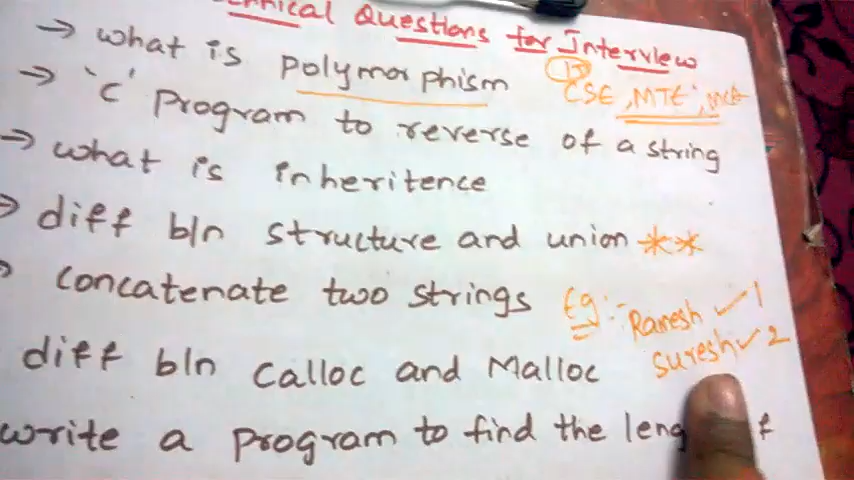 Technical Questions for Interview
→ what is polymorphism
CSE, MTE,
→ 'C' Program to reverse of a string
→ what is inheritence
→ diff b/n structure and union **
→ Concatenate two strings Eg:- Ramesh ✓ 1
Suresh ✓ 2
diff b/n Calloc and Malloc
write a program to find the leng